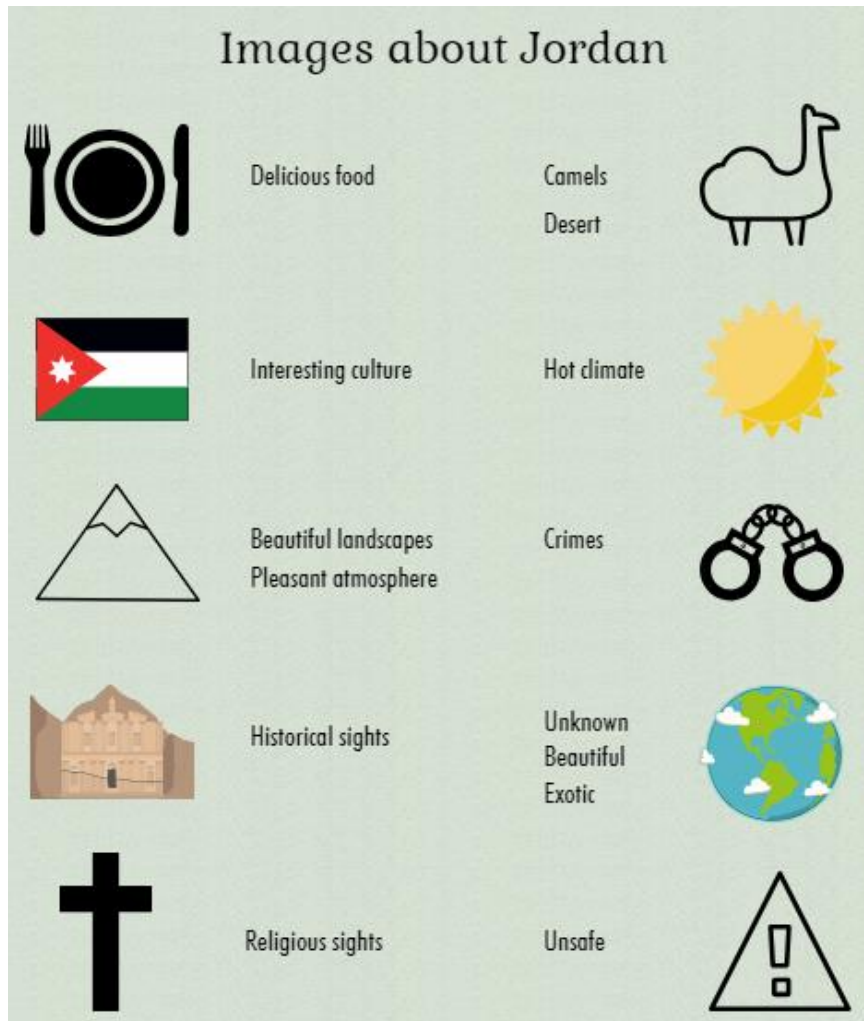 Images about Jordan
Delicious food
Camels
Desert
Interesting culture
Hot climate
Beautiful landscapes
Pleasant atmosphere
Crimes
Historical sights
Unknown
Beautiful
Exotic
Religious sights
Unsafe